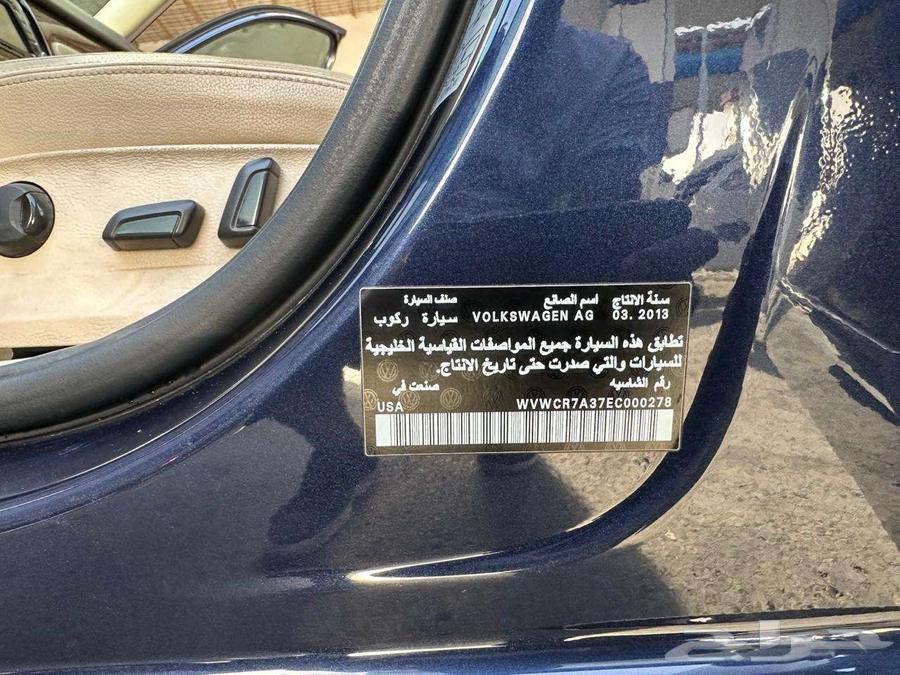 سنة الانتاج اسم الصانع صنف السيارة
03. 2013 VOLKSWAGEN AG سيارة ركوب
تطابق هذه السيارة جميع المواصفات القياسية الخليجية
للسيارات والتي صدرت حتى تاريخ الانتاج.
رقم الشاسيه صنعت في
WVWCR7A37EC000278 USA
حراج